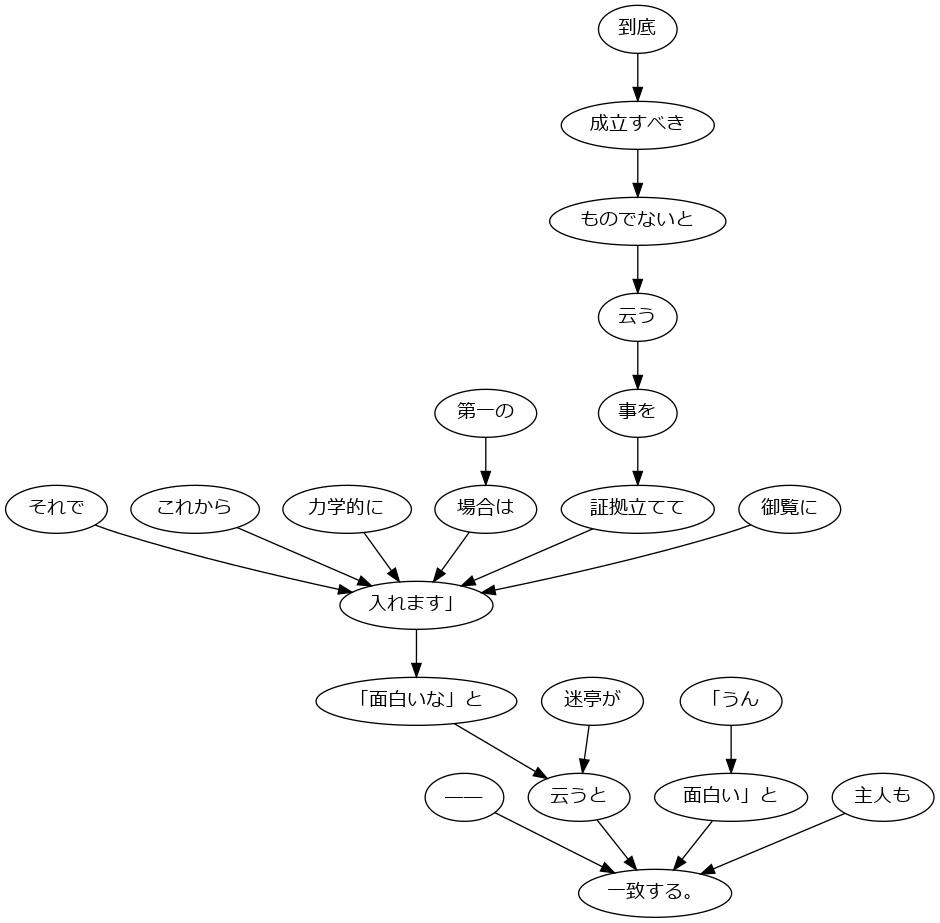 到底
成立すべき
ものでないと
云う
第一の
事を
それで
これから
力学的に
場合は
証拠立てて
御覧に
入れます」
「面白いな」と
迷亭が
「うん
――
云うと
面白い」と
主人も
一致する。